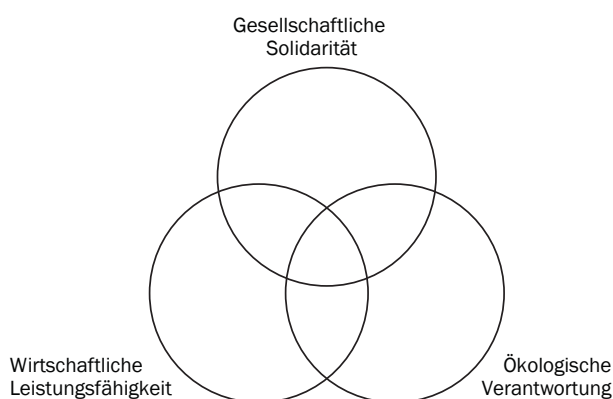 Gesellschaftliche
Solidarität
Wirtschaftliche
Leistungsfähigkeit
Ökologische
Verantwortung